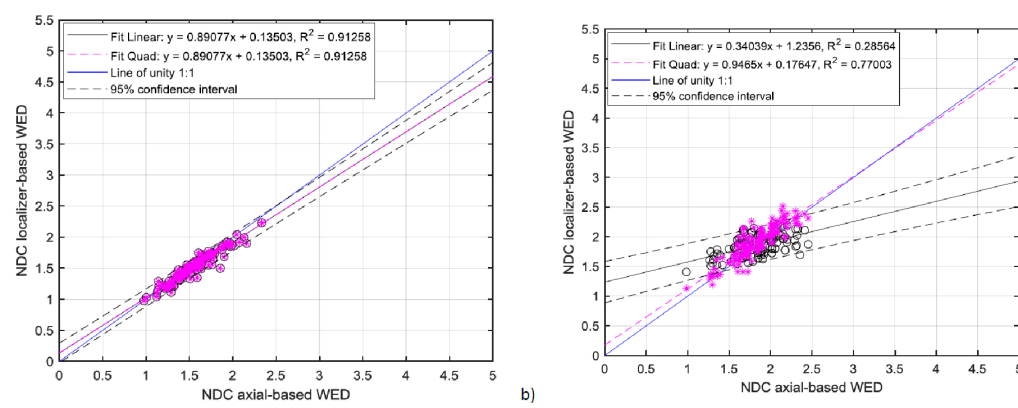 5.5
5
4.5
4
3.5
3
2.5
2
1.5
1
0.5
0
NDC localizer-based WED
Fit Linear: y = 0.89077x + 0.13503, R² = 0.91258
Fit Quad: y = 0.89077x + 0.13503, R² = 0.91258
Line of unity 1:1
95% confidence interval
0 0.5 1 1.5 2 2.5 3 3.5 4 4.5 5
NDC axial-based WED
b)
5.5
5
4.5
4
3.5
3
2.5
2
1.5
1
0.5
0
NDC localizer-based WED
Fit Linear: y = 0.34039x + 1.2356, R² = 0.28564
Fit Quad: y = 0.9465x + 0.17647, R² = 0.77003
Line of unity 1:1
95% confidence interval
0 0.5 1 1.5 2 2.5 3 3.5 4 4.5 5
NDC axial-based WED